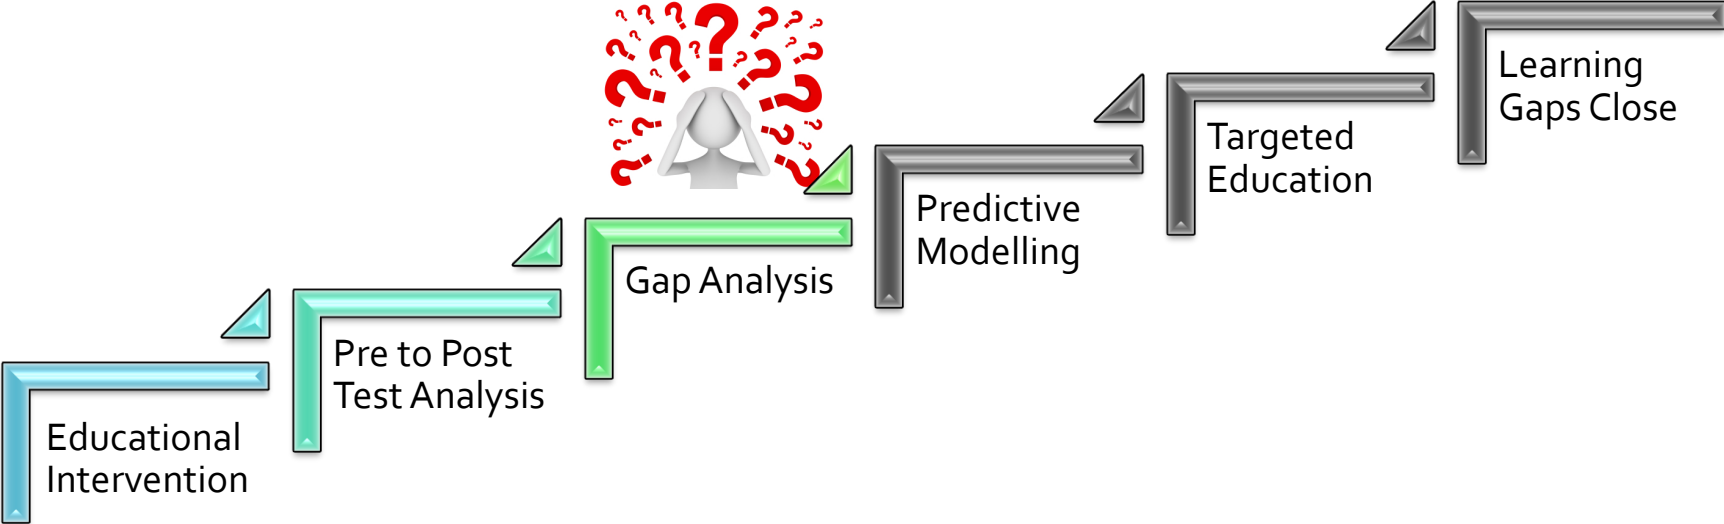 Educational
Intervention
Pre to Post
Test Analysis
Gap Analysis
Predictive
Modelling
Targeted
Education
Learning
Gaps Close